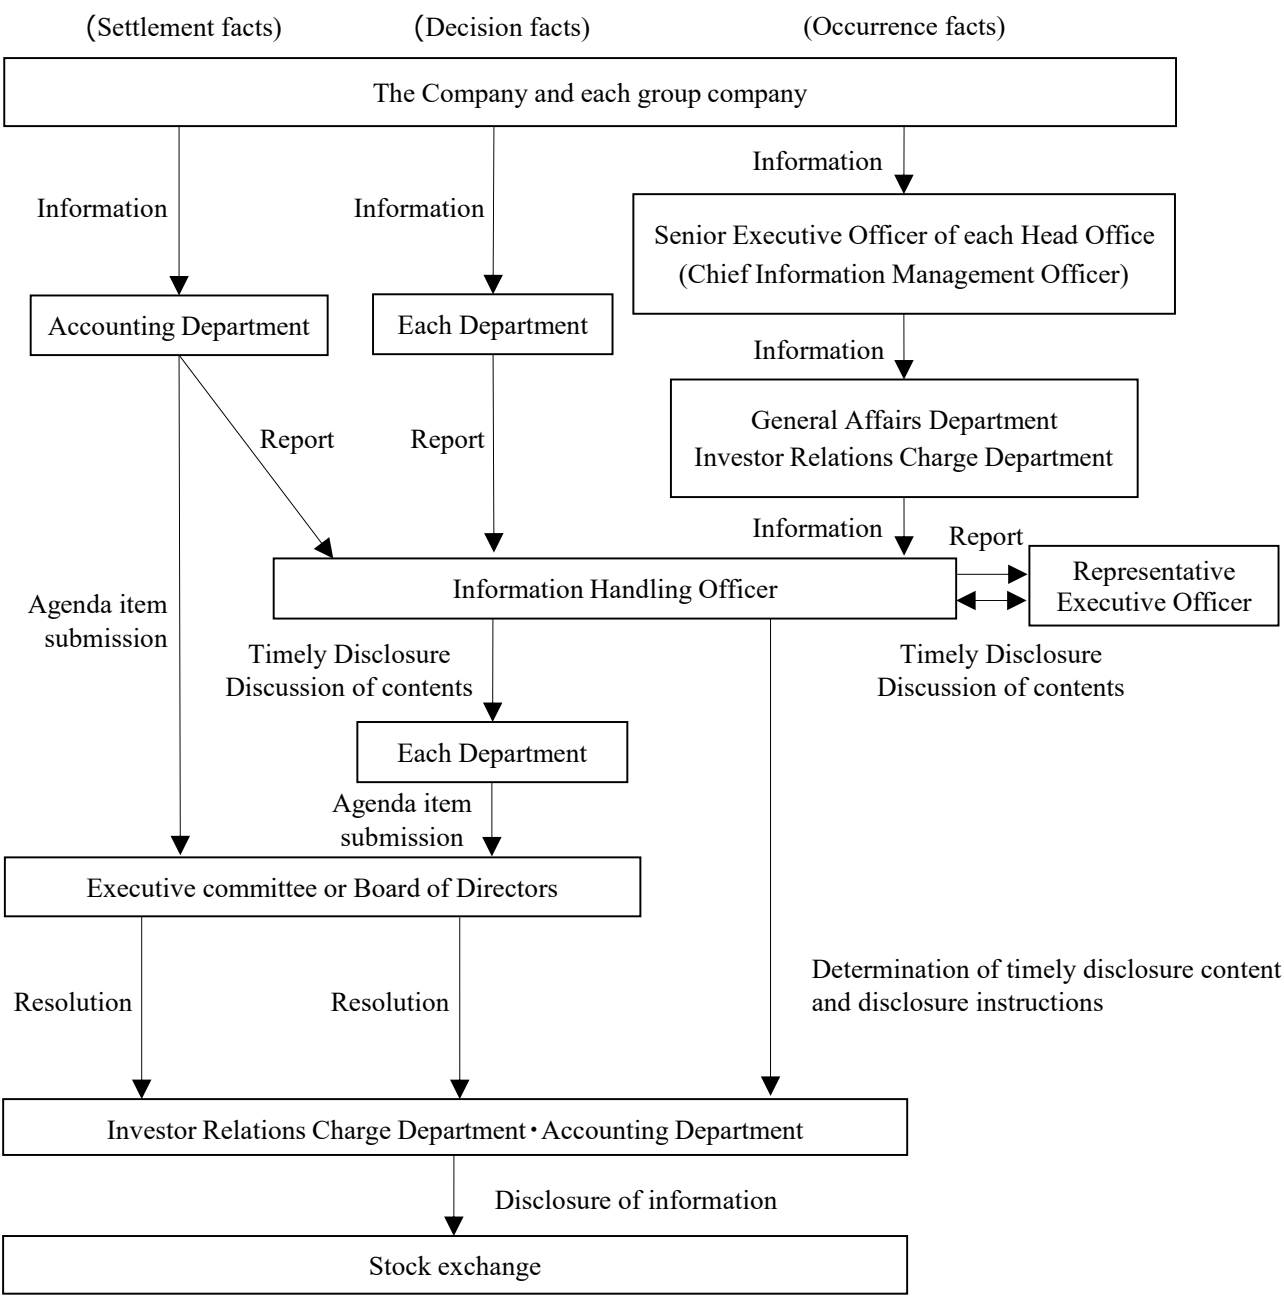 (Settlement facts)
(Decision facts)
(Occurrence facts)
The Company and each group company
Information
Information
Information
Senior Executive Officer of each Head Office
(Chief Information Management Officer)
Accounting Department
Each Department
Information
General Affairs Department
Investor Relations Charge Department
Report
Report
Information
Report
Information Handling Officer
Representative
Executive Officer
Agenda item
submission
Timely Disclosure
Discussion of contents
Timely Disclosure
Discussion of contents
Each Department
Agenda item
submission
Executive committee or Board of Directors
Resolution
Resolution
Determination of timely disclosure content
and disclosure instructions
Investor Relations Charge Department・Accounting Department
Disclosure of information
Stock exchange